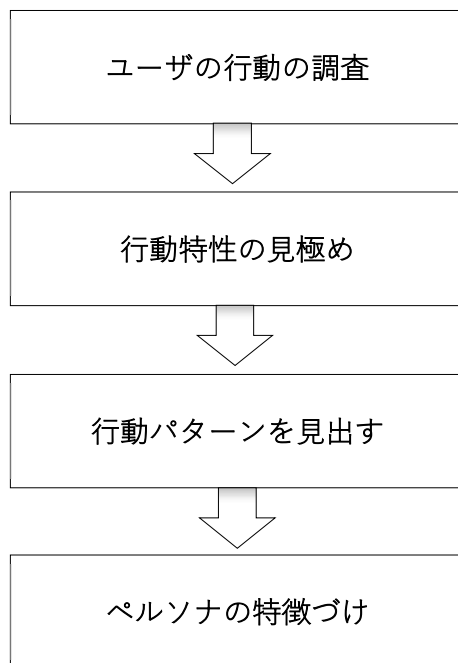 ユーザの行動の調査
行動特性の見極め
行動パターンを見出す
ペルソナの特徴づけ